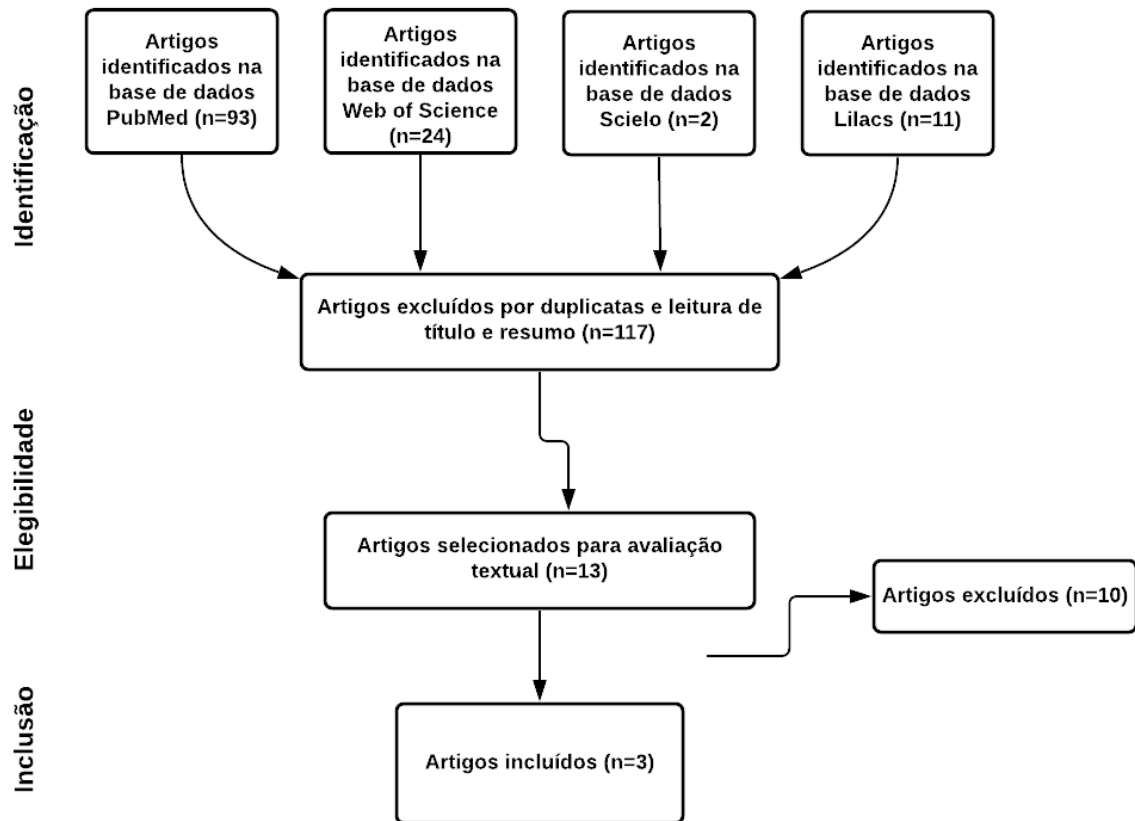 Identificação
Artigos
identificados na
base de dados
PubMed (n=93)
Artigos
identificados na
base de dados
Web of Science
(n=24)
Artigos
identificados na
base de dados
Scielo (n=2)
Artigos
identificados na
base de dados
Lilacs (n=11)
Artigos excluídos por duplicatas e leitura de
título e resumo (n=117)
Elegibilidade
Artigos selecionados para avaliação
textual (n=13)
Artigos excluídos (n=10)
Inclusão
Artigos incluídos (n=3)